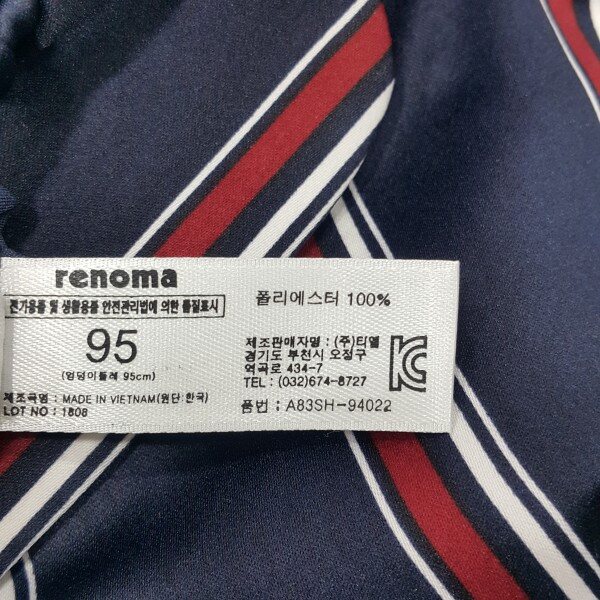 renoma
전기용품 및 생활용품 안전관리법에 의한 품질표시
95
(엉덩이둘레 95cm)
제조국명 : MADE IN VIETNAM(원단:한국)
LOT NO : 1808
폴리에스터 100%
제조판매자명 : (주)티엘
경기도 부천시 오정구
역곡로 434-7
TEL : (032)674-8727
품번 : A83SH-94022